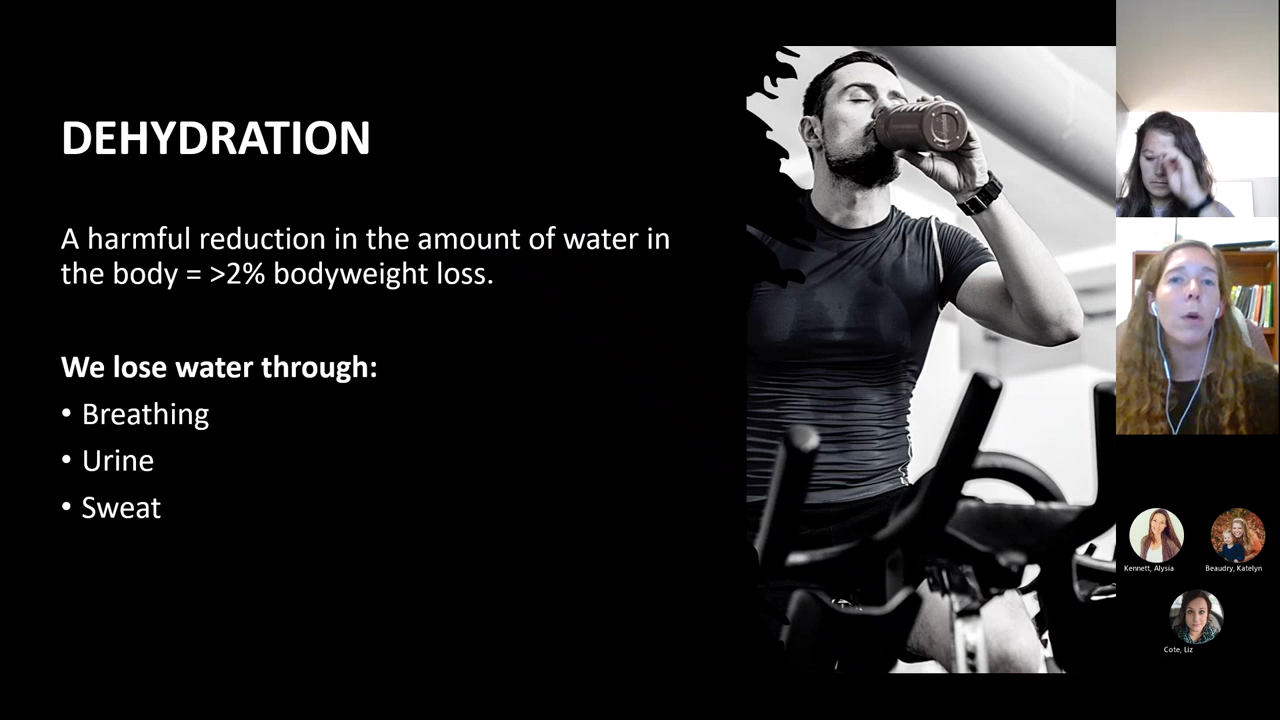 DEHYDRATION
A harmful reduction in the amount of water in
the body = >2% bodyweight loss.
We lose water through:
• Breathing
• Urine
• Sweat
Kennett, Alysia
Beaudry, Katelyn
Cote, Liz